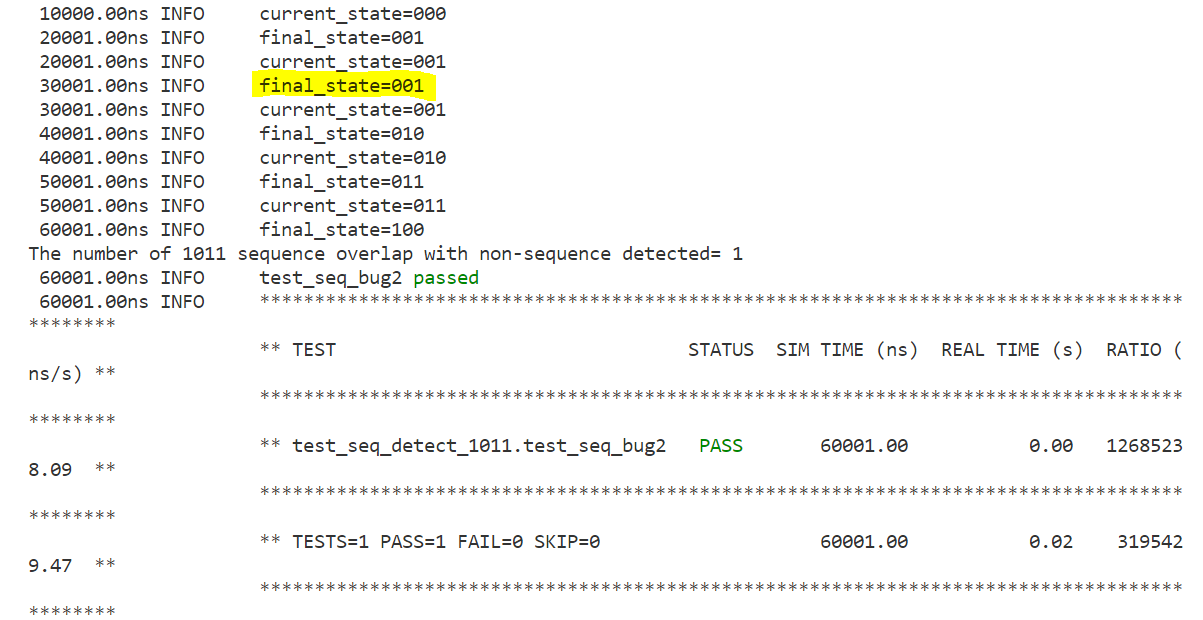 10000.00ns INFO     current_state=000
20001.00ns INFO     final_state=001
20001.00ns INFO     current_state=001
30001.00ns INFO     final_state=001
30001.00ns INFO     current_state=001
40001.00ns INFO     final_state=010
40001.00ns INFO     current_state=010
50001.00ns INFO     final_state=011
50001.00ns INFO     current_state=011
60001.00ns INFO     final_state=100
The number of 1011 sequence overlap with non-sequence detected= 1
60001.00ns INFO     test_seq_bug2 passed
60001.00ns INFO     ************************************************************************************
********
** TEST                                STATUS  SIM TIME (ns)  REAL TIME (s)  RATIO (
ns/s) **
************************************************************************************
********
** test_seq_detect_1011.test_seq_bug2   PASS       60001.00           0.00   1268523
8.09  **
************************************************************************************
********
** TESTS=1 PASS=1 FAIL=0 SKIP=0                    60001.00           0.02    319542
9.47  **
************************************************************************************
********